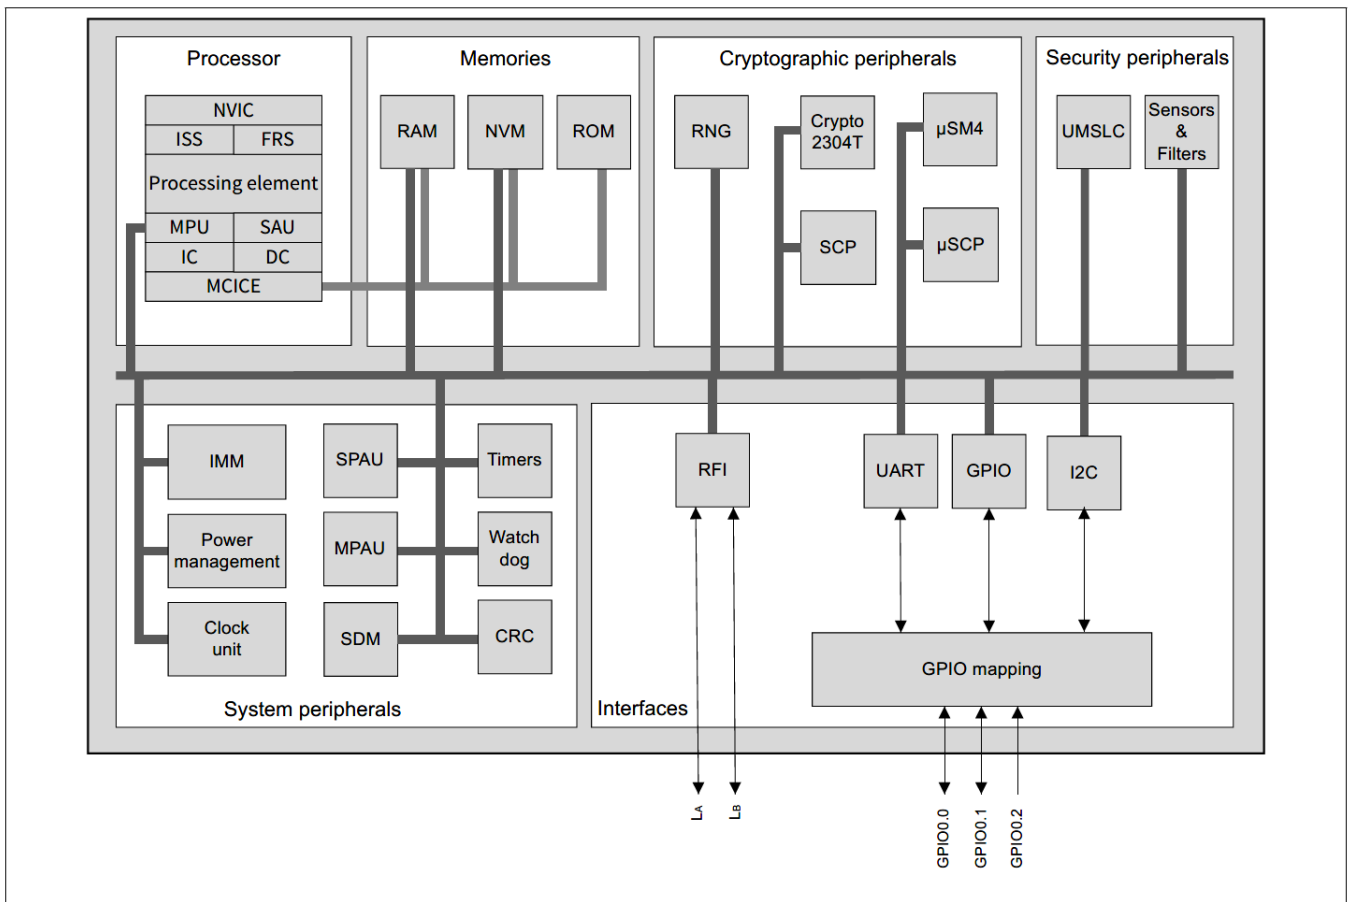 Processor
NVIC
ISS FRS
Processing element
MPU SAU
IC DC
MCICE
Memories
RAM NVM ROM
Cryptographic peripherals
RNG
Crypto
2304T
µSM4
SCP
µSCP
Security peripherals
UMSLC
Sensors
&
Filters
IMM
Power
management
Clock
unit
SPAU
MPAU
SDM
Timers
Watch
dog
CRC
System peripherals
RFI
UART
GPIO
I2C
GPIO mapping
Interfaces
LA
LB
GPIO0.0
GPIO0.1
GPIO0.2